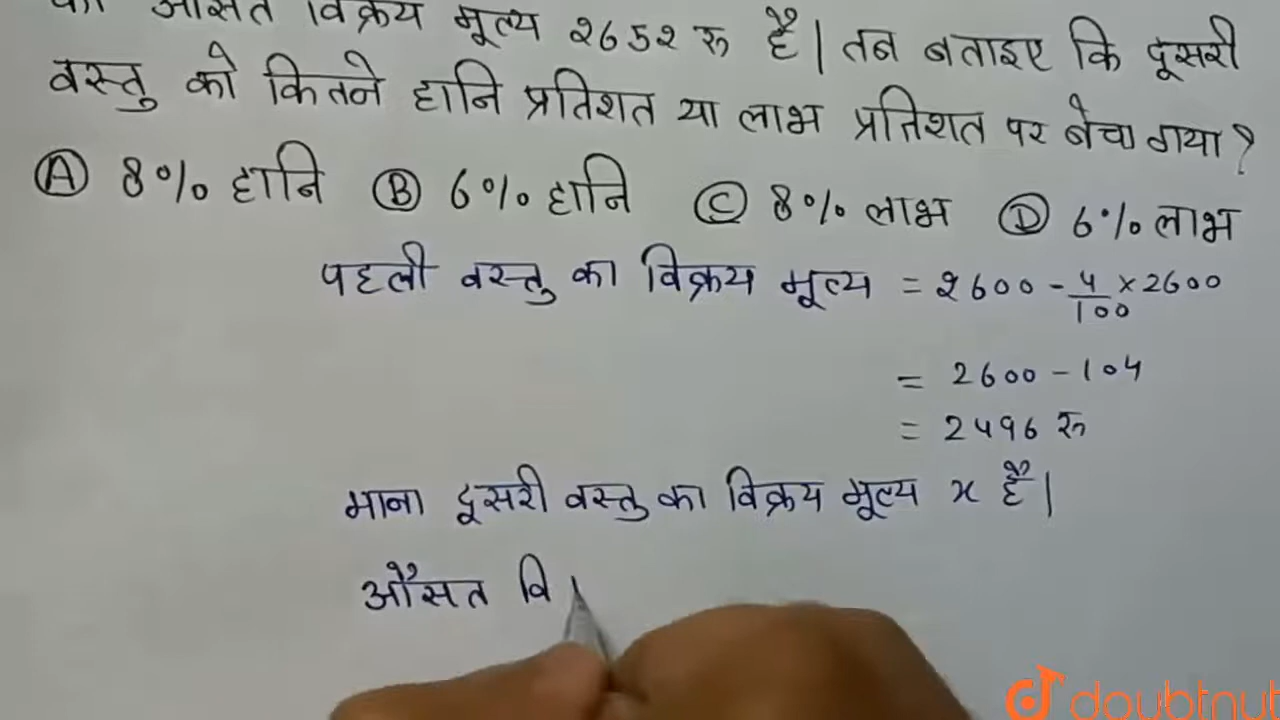 का औसत विक्रय मूल्य 2652 रु है। तब बताइए कि दूसरी
वस्तु को कितने हानि प्रतिशत या लाभ प्रतिशत पर बेचा गया?
Ⓐ 8% हानि Ⓑ 6% हानि Ⓒ 8% लाभ Ⓓ 6% लाभ
पहली वस्तु का विक्रय मूल्य = 2600 - 4/100 × 2600
= 2600 - 104
= 2496 रु
माना दूसरी वस्तु का विक्रय मूल्य x है।
औसत वि
doubtnut